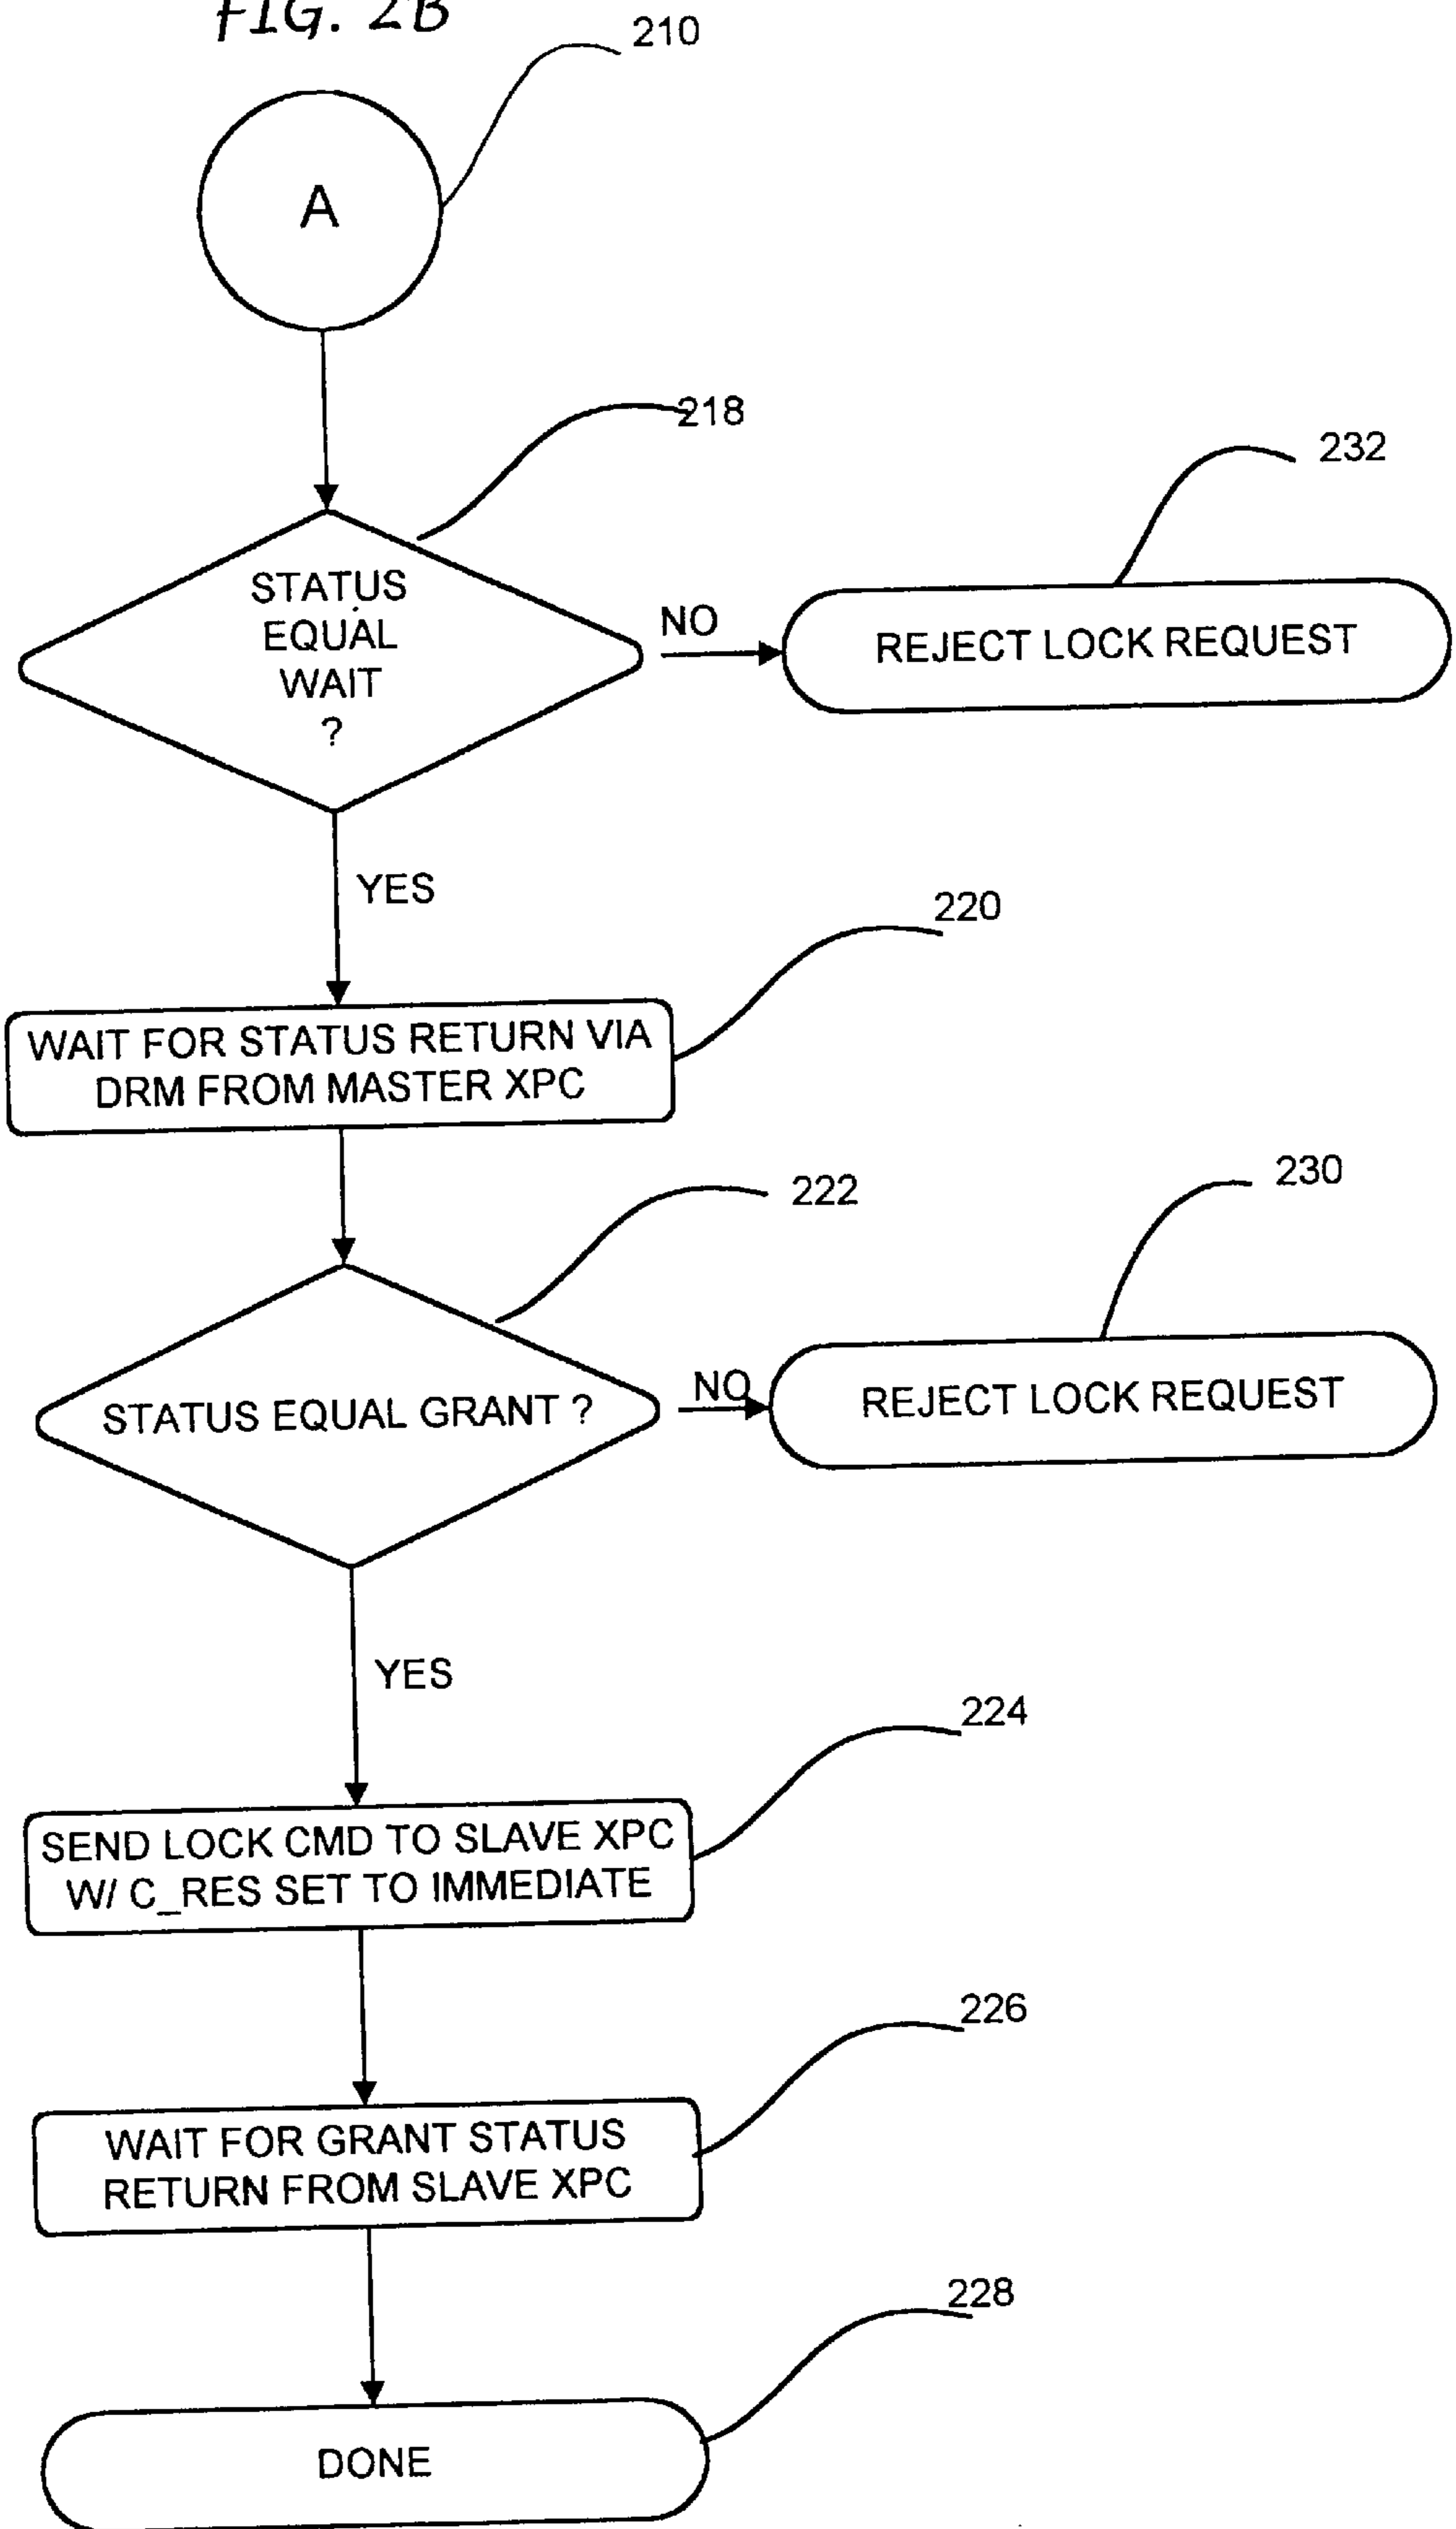 FIG. 2B
210
A
218
232
STATUS
EQUAL
WAIT
?
NO
REJECT LOCK REQUEST
YES
220
WAIT FOR STATUS RETURN VIA
DRM FROM MASTER XPC
222
230
STATUS EQUAL GRANT ?
NO
REJECT LOCK REQUEST
YES
224
SEND LOCK CMD TO SLAVE XPC
W/ C_RES SET TO IMMEDIATE
226
WAIT FOR GRANT STATUS
RETURN FROM SLAVE XPC
228
DONE